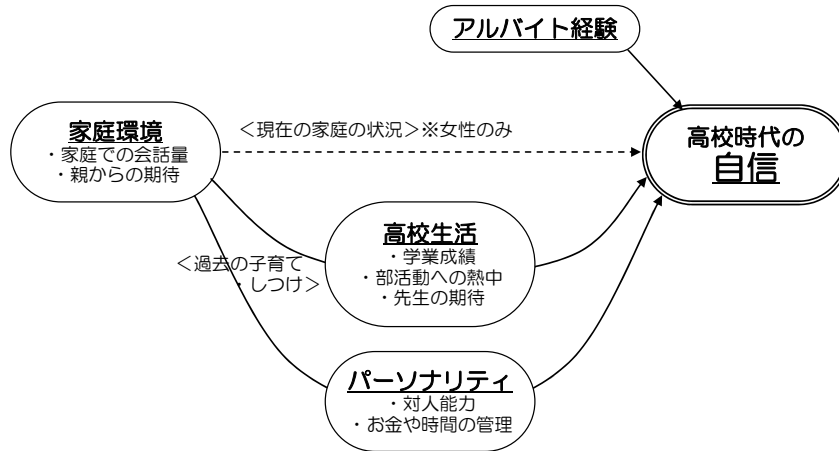 アルバイト経験
家庭環境
・家庭での会話量
・親からの期待
＜現在の家庭の状況＞※女性のみ
高校時代の
自信
高校生活
・学業成績
・部活動への熱中
・先生の期待
＜過去の子育て
・しつけ＞
パーソナリティ
・対人能力
・お金や時間の管理